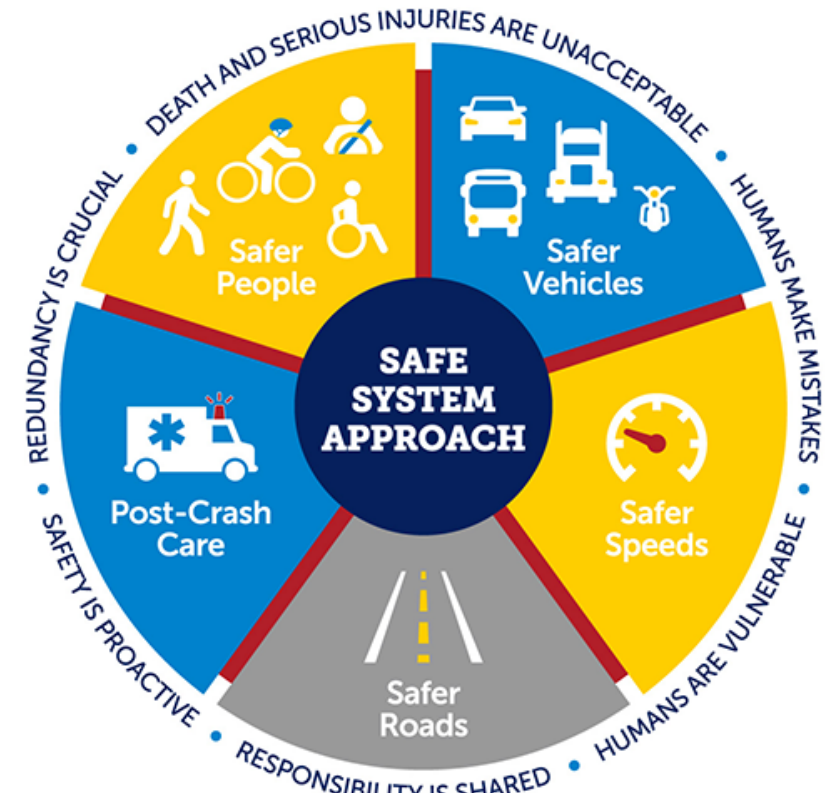 DEATH AND SERIOUS INJURIES ARE UNACCEPTABLE
HUMANS MAKE MISTAKES
HUMANS ARE VULNERABLE
RESPONSIBILITY IS SHARED
SAFETY IS PROACTIVE
REDUNDANCY IS CRUCIAL
Safer
People
Safer
Vehicles
SAFE
SYSTEM
APPROACH
Post-Crash
Care
Safer
Speeds
Safer
Roads